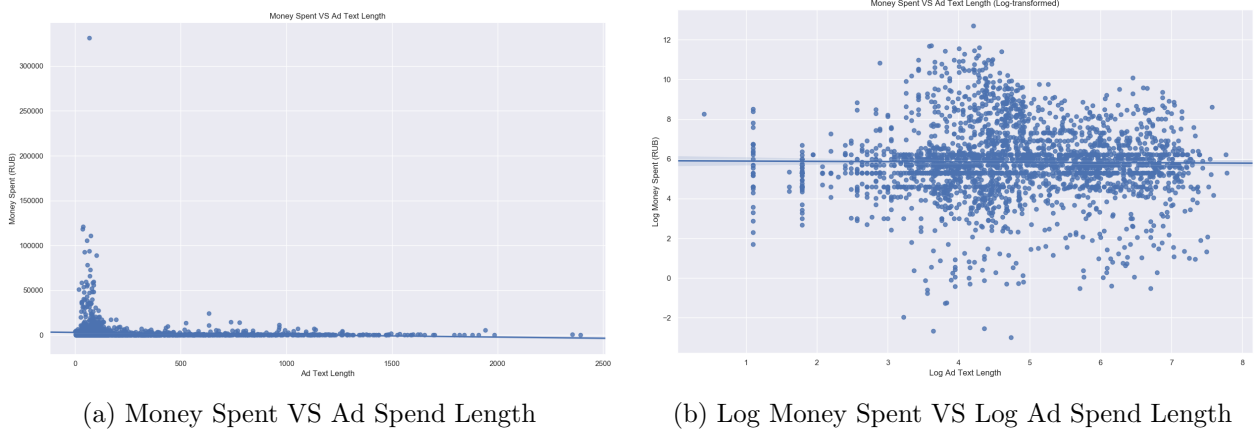 Money Spent VS Ad Text Length
Money Spent (RUB)
300000
250000
200000
150000
100000
50000
0
0 500 1000 1500 2000 2500
Ad Text Length
(a) Money Spent VS Ad Spend Length
Money Spent VS Ad Text Length (Log-transformed)
Log Money Spent (RUB)
12
10
8
6
4
2
0
−2
1 2 3 4 5 6 7 8
Log Ad Text Length
(b) Log Money Spent VS Log Ad Spend Length